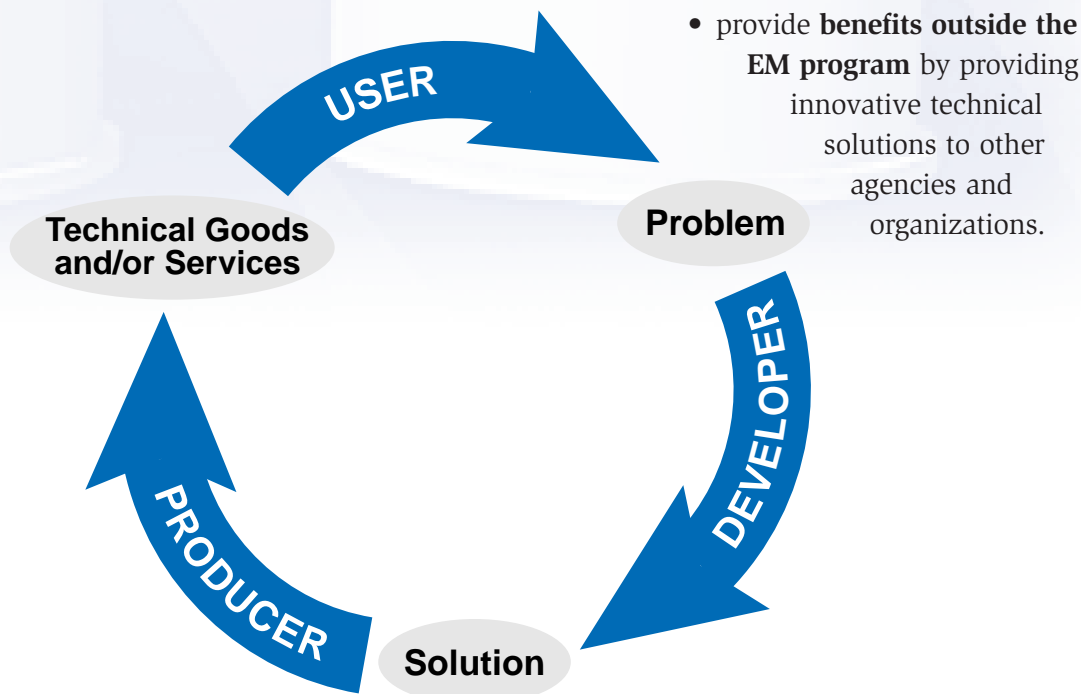 • provide benefits outside the
EM program by providing
innovative technical
solutions to other
agencies and
organizations.
USER
Technical Goods
and/or Services
Problem
DEVELOPER
PRODUCER
Solution